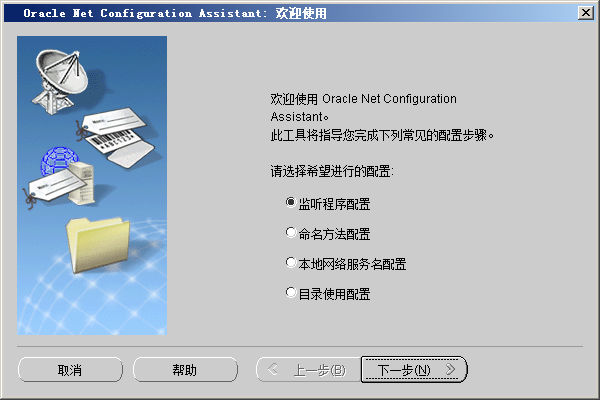 Oracle Net Configuration Assistant: 欢迎使用
欢迎使用 Oracle Net Configuration
Assistant。
此工具将指导您完成下列常见的配置步骤。
请选择希望进行的配置:
监听程序配置
命名方法配置
本地网络服务名配置
目录使用配置
取消
帮助
上一步(B)
下一步(N)